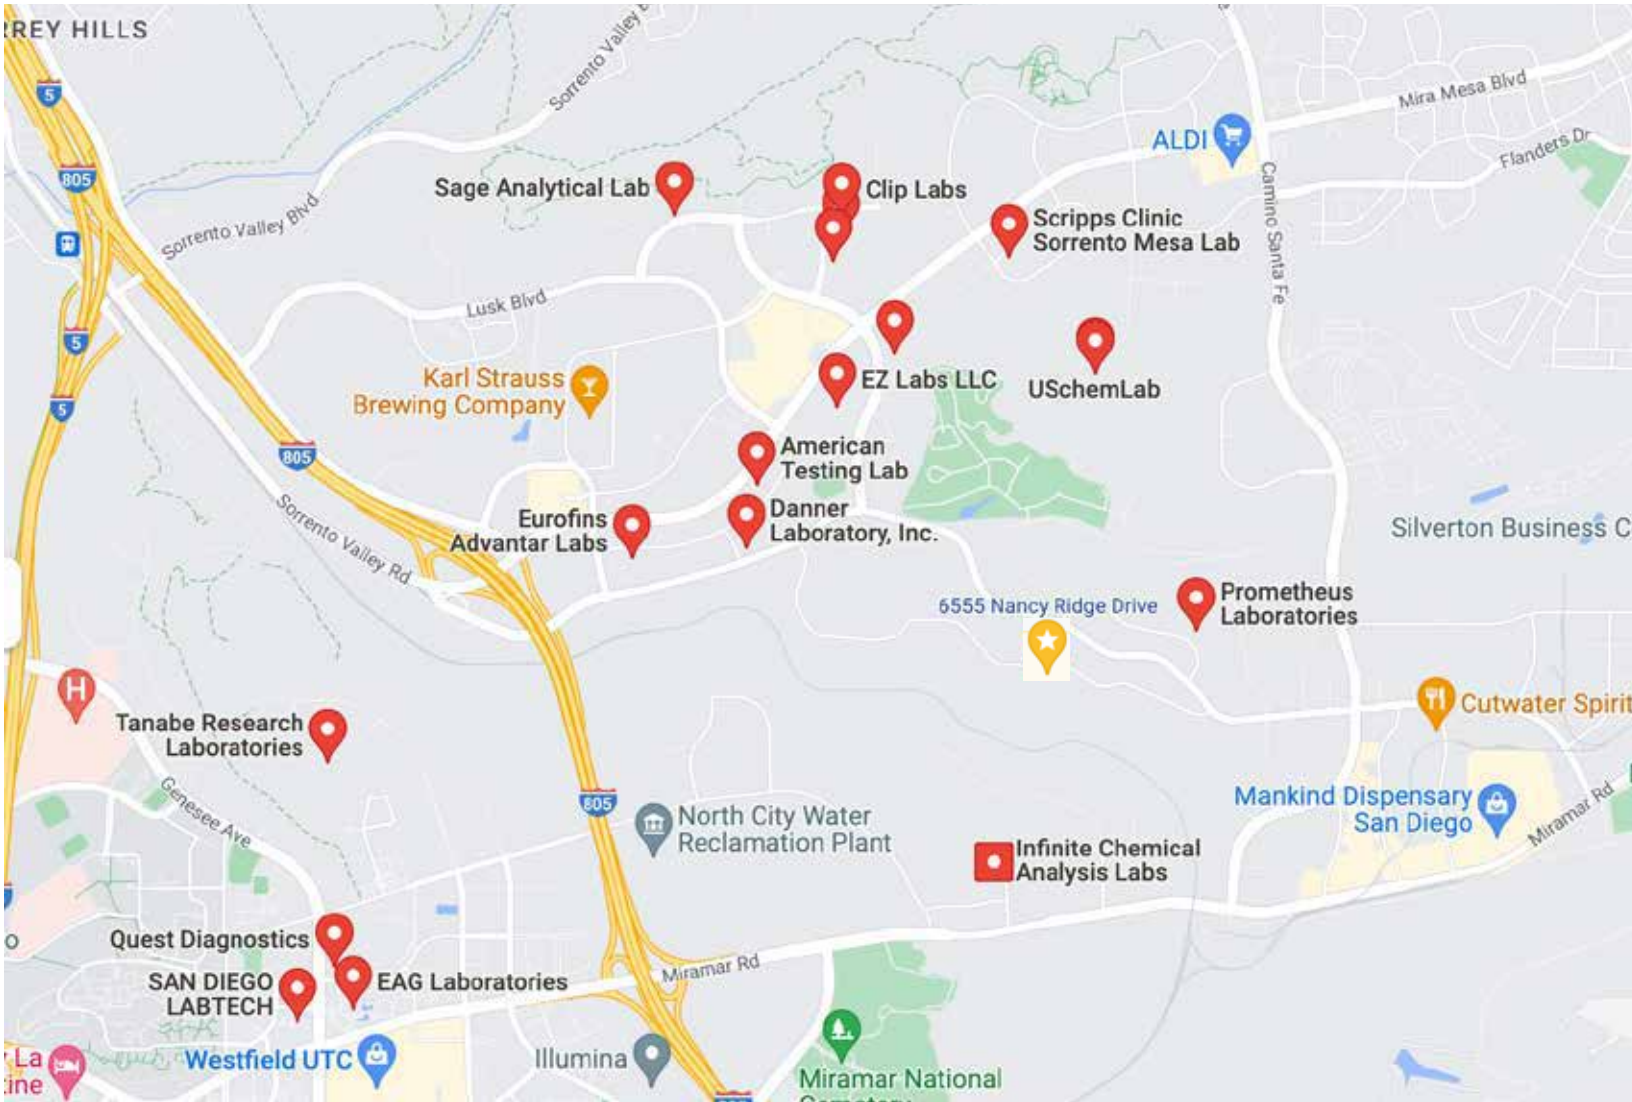 RREY HILLS
Sorrento Valley
5
Mira Mesa Blvd
ALDI
Flanders Dr
805
Sage Analytical Lab
Clip Labs
Camino Santa Fe
Sorrento Valley Blvd
Scripps Clinic
Sorrento Mesa Lab
Lusk Blvd
5
Karl Strauss
Brewing Company
EZ Labs LLC
USchemLab
5
805
American
Testing Lab
Sorrento Valley Rd
Eurofins
Advantar Labs
Danner
Laboratory, Inc.
Silverton Business C
6555 Nancy Ridge Drive
Prometheus
Laboratories
H
Tanabe Research
Laboratories
Cutwater Spirit
Genesee Ave
805
North City Water
Reclamation Plant
Mankind Dispensary
San Diego
Miramar Rd
Infinite Chemical
Analysis Labs
o
Quest Diagnostics
SAN DIEGO
LABTECH
EAG Laboratories
Miramar Rd
La
ine
Westfield UTC
Illumina
Miramar National